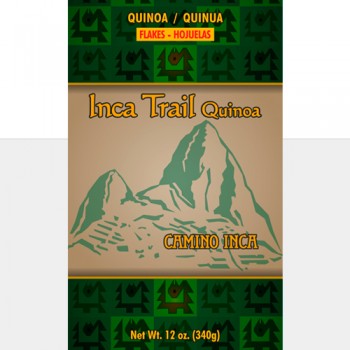 QUINOA / QUINUA
FLAKES - HOJUELAS
Inca Trail Quinoa
CAMINO INCA
Net Wt. 12 oz. (340g)